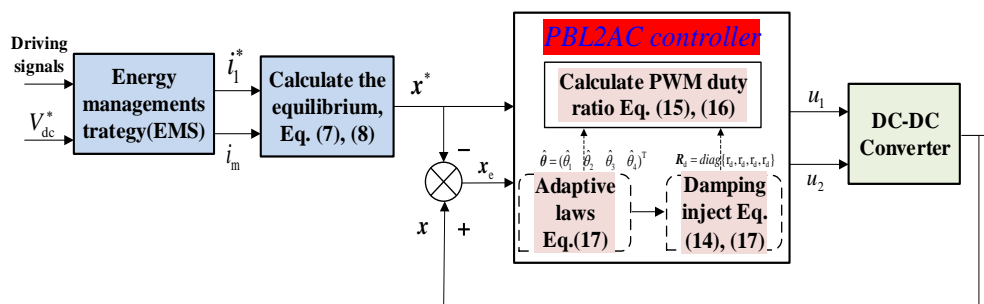 Driving
signals
V*dc
Energy
managements
trategy(EMS)
i*1
im
Calculate the
equilibrium,
Eq. (7), (8)
x*
−
xe
x
+
PBL2AC controller
Calculate PWM duty
ratio Eq. (15), (16)
θ̂ = (θ̂1 θ̂2 θ̂3 θ̂4)T
Rd = diag{rd, rd, rd, rd}
Adaptive
laws
Eq.(17)
Damping
inject Eq.
(14), (17)
u1
u2
DC-DC
Converter